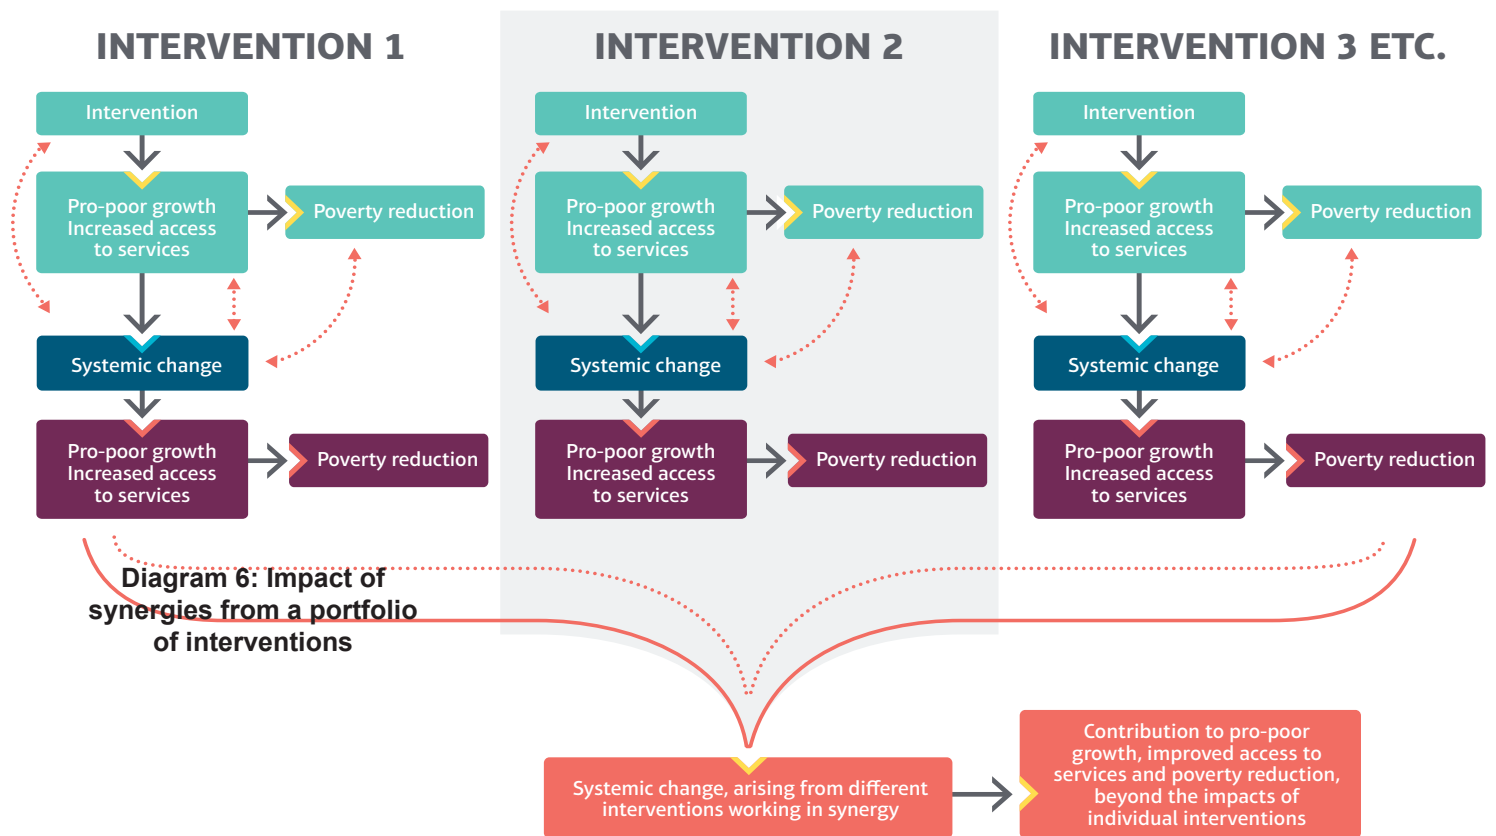 INTERVENTION 1
Intervention
Pro-poor growth
Increased access
to services
Poverty reduction
Systemic change
Pro-poor growth
Increased access
to services
Poverty reduction
INTERVENTION 2
Intervention
Pro-poor growth
Increased access
to services
Poverty reduction
Systemic change
Pro-poor growth
Increased access
to services
Poverty reduction
INTERVENTION 3 ETC.
Intervention
Pro-poor growth
Increased access
to services
Poverty reduction
Systemic change
Pro-poor growth
Increased access
to services
Poverty reduction
Diagram 6: Impact of
synergies from a portfolio
of interventions
Systemic change, arising from different
interventions working in synergy
Contribution to pro-poor
growth, improved access to
services and poverty reduction,
beyond the impacts of
individual interventions